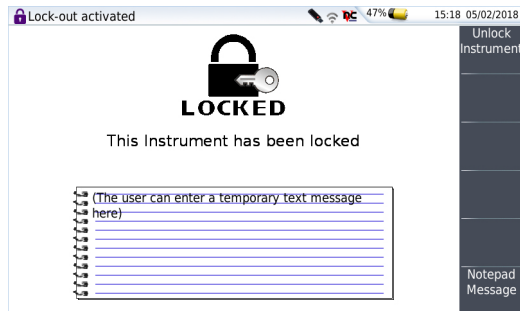 Lock-out activated
47%
15:18 05/02/2018
Unlock
Instrument
LOCKED
This Instrument has been locked
(The user can enter a temporary text message
here)
Notepad
Message